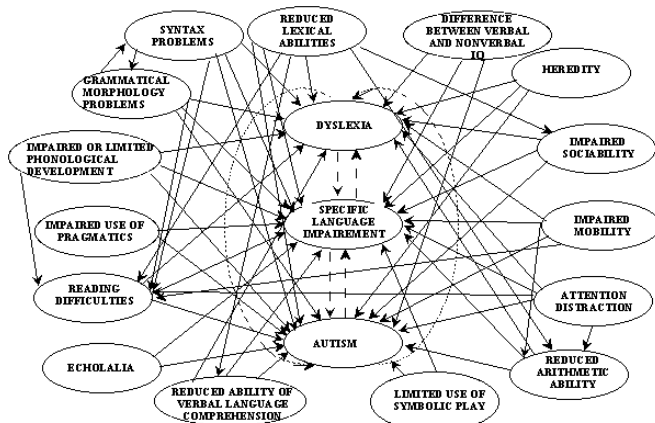 SYNTAX
PROBLEMS
REDUCED
LEXICAL
ABILITIES
DIFFERENCE
BETWEEN VERBAL
AND NONVERBAL
IQ
GRAMMATICAL
MORPHOLOGY
PROBLEMS
HEREDITY
DYSLEXIA
IMPAIRED OR LIMITED
PHONOLOGICAL
DEVELOPMENT
IMPAIRED
SOCIABILITY
IMPAIRED USE OF
PRAGMATICS
SPECIFIC
LANGUAGE
IMPAIREMENT
IMPAIRED
MOBILITY
READING
DIFFICULTIES
ATTENTION
DISTRACTION
AUTISM
ECHOLALIA
REDUCED
ARITHMETIC
ABILITY
REDUCED ABILITY OF
VERBAL LANGUAGE
COMPREHENSION
LIMITED USE OF
SYMBOLIC PLAY